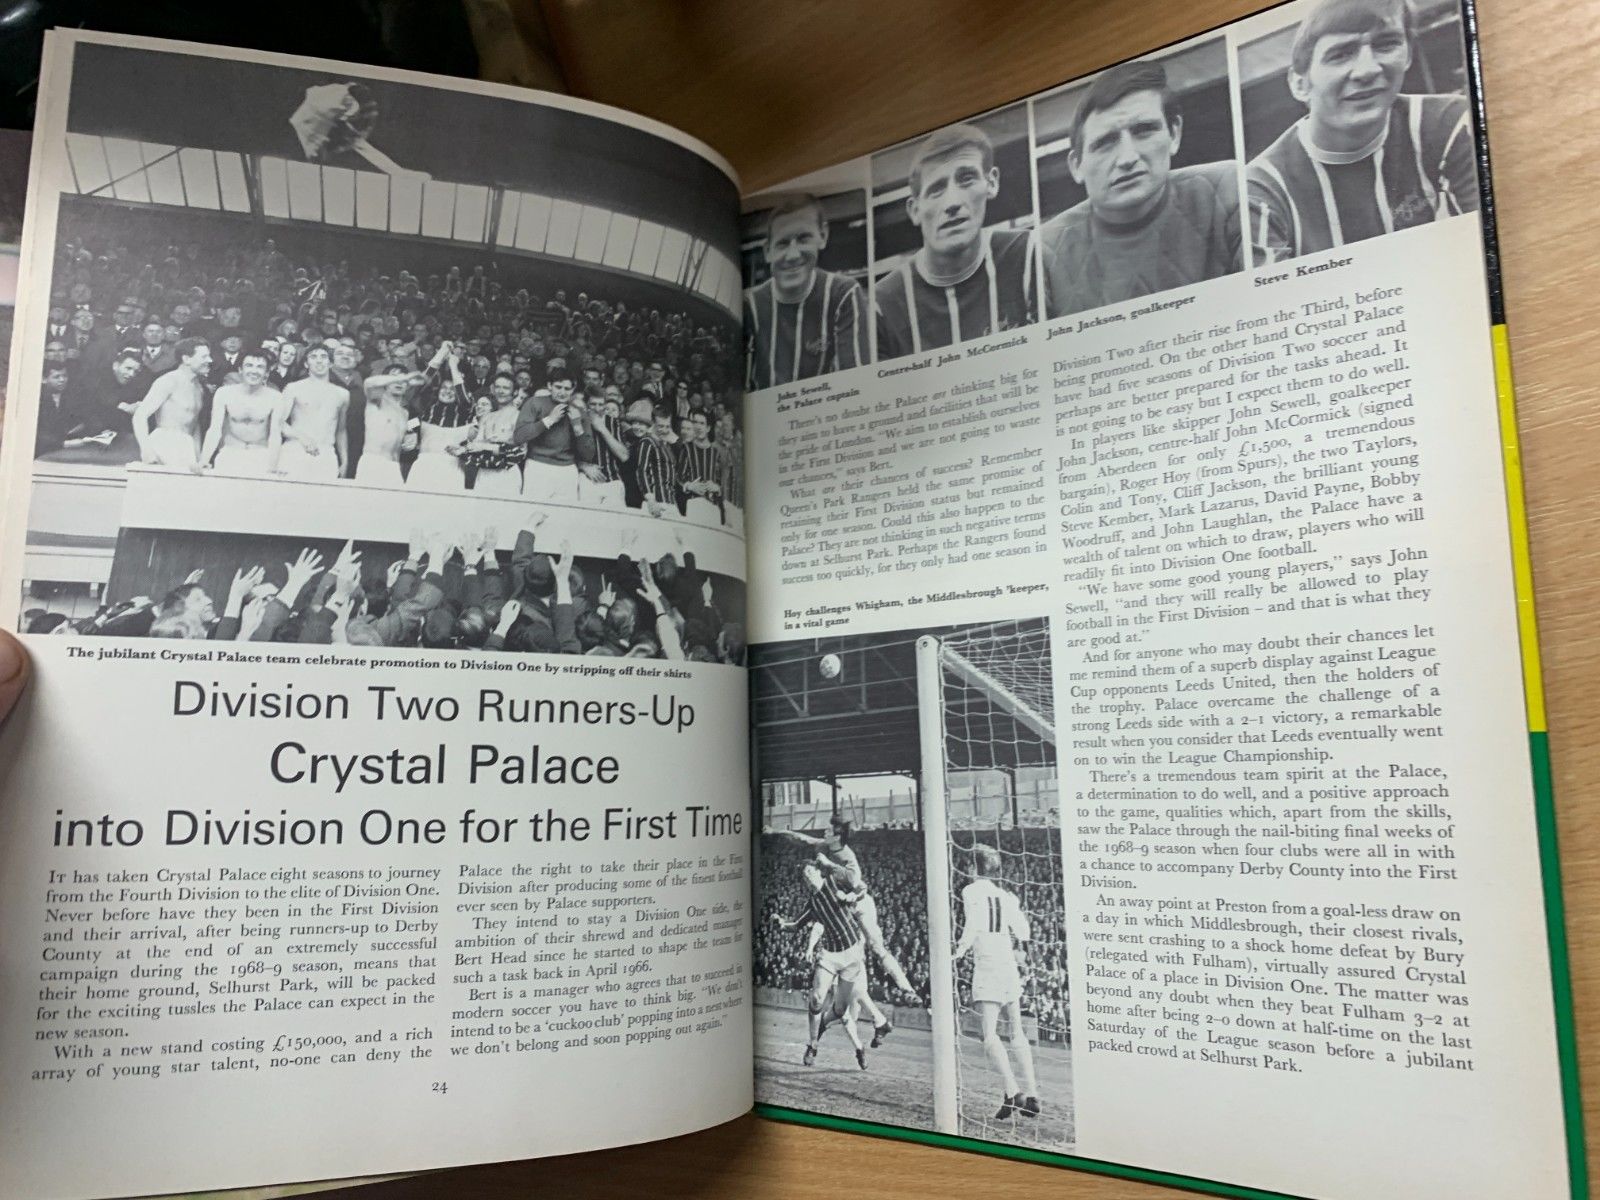 The jubilant Crystal Palace team celebrate promotion to Division One by stripping off their shirts
Division Two Runners-Up
Crystal Palace
into Division One for the First Time
IT has taken Crystal Palace eight seasons to journey
from the Fourth Division to the elite of Division One.
Never before have they been in the First Division
and their arrival, after being runners-up to Derby
County at the end of an extremely successful
campaign during the 1968-9 season, means that
their home ground, Selhurst Park, will be packed
for the exciting tussles the Palace can expect in the
new season.
With a new stand costing £150,000, and a rich
array of young star talent, no-one can deny the
Palace the right to take their place in the First
Division after producing some of the finest football
ever seen by Palace supporters.
They intend to stay a Division One side, the
ambition of their shrewd and dedicated manager
Bert Head since he started to shape the team for
such a task back in April 1966.
Bert is a manager who agrees that to succeed in
modern soccer you have to think big. "We don't
intend to be a 'cuckoo club' popping into a nest where
we don't belong and soon popping out again."
24
John Sewell,
the Palace captain
Centre-half John McCormick
John Jackson, goalkeeper
Steve Kember
There's no doubt the Palace are thinking big for
they aim to have a ground and facilities that will be
the pride of London. "We aim to establish ourselves
in the First Division and we are not going to waste
our chances," says Bert.
What are their chances of success? Remember
Queen's Park Rangers held the same promise of
retaining their First Division status but remained
only for one season. Could this also happen to the
Palace? They are not thinking in such negative terms
down at Selhurst Park. Perhaps the Rangers found
success too quickly, for they only had one season in
Hoy challenges Whigham, the Middlesbrough 'keeper,
in a vital game
11
Division Two after their rise from the Third, before
being promoted. On the other hand Crystal Palace
have had five seasons of Division Two soccer and
perhaps are better prepared for the tasks ahead. It
is not going to be easy but I expect them to do well.
In players like skipper John Sewell, goalkeeper
John Jackson, centre-half John McCormick (signed
from Aberdeen for only £1,500, a tremendous
bargain), Roger Hoy (from Spurs), the two Taylors,
Colin and Tony, Cliff Jackson, the brilliant young
Steve Kember, Mark Lazarus, David Payne, Bobby
Woodruff, and John Laughlan, the Palace have a
wealth of talent on which to draw, players who will
readily fit into Division One football.
"We have some good young players," says John
Sewell, "and they will really be allowed to play
football in the First Division – and that is what they
are good at."
And for anyone who may doubt their chances let
me remind them of a superb display against League
Cup opponents Leeds United, then the holders of
the trophy. Palace overcame the challenge of a
strong Leeds side with a 2-1 victory, a remarkable
result when you consider that Leeds eventually went
on to win the League Championship.
There's a tremendous team spirit at the Palace,
a determination to do well, and a positive approach
to the game, qualities which, apart from the skills,
saw the Palace through the nail-biting final weeks of
the 1968-9 season when four clubs were all in with
a chance to accompany Derby County into the First
Division.
An away point at Preston from a goal-less draw on
a day in which Middlesbrough, their closest rivals,
were sent crashing to a shock home defeat by Bury
(relegated with Fulham), virtually assured Crystal
Palace of a place in Division One. The matter was
beyond any doubt when they beat Fulham 3-2 at
home after being 2-0 down at half-time on the last
Saturday of the League season before a jubilant
packed crowd at Selhurst Park.